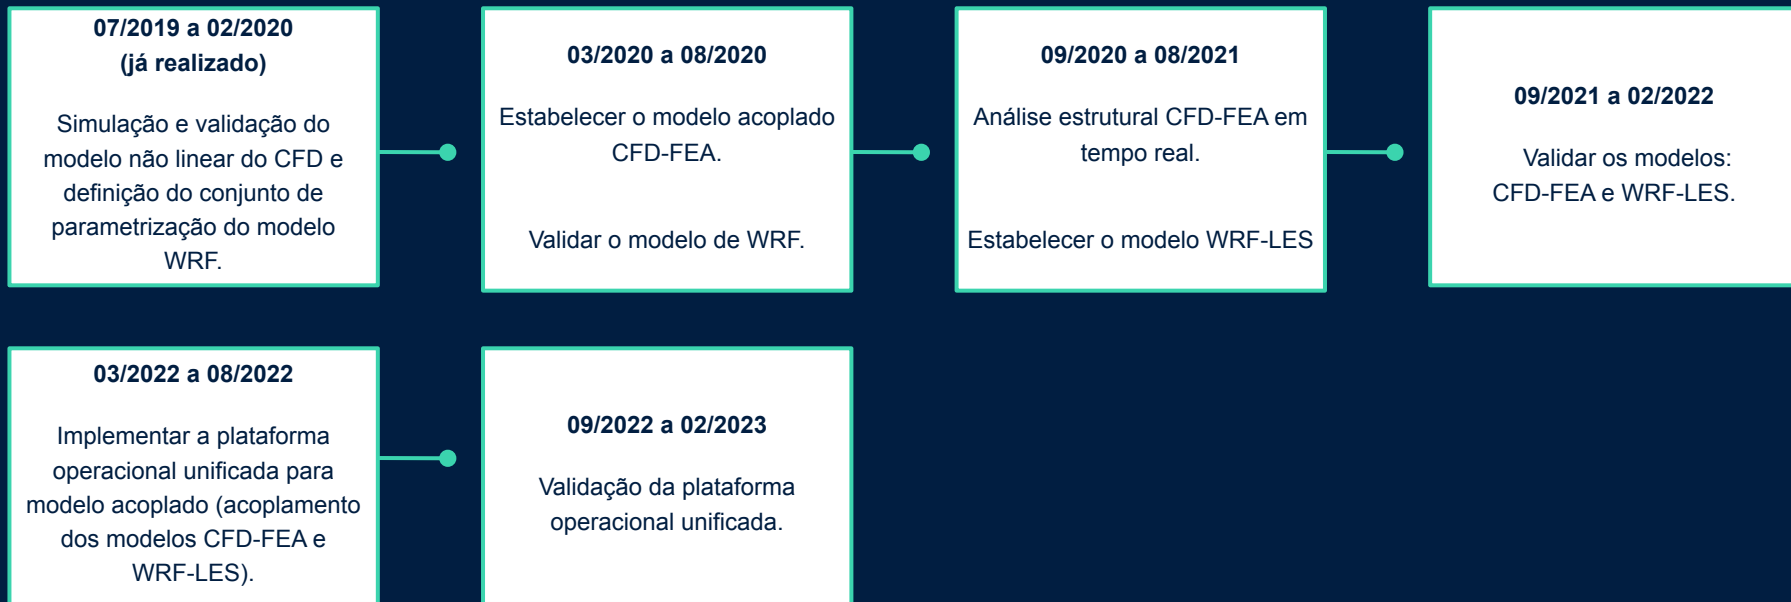 07/2019 a 02/2020
(já realizado)
Simulação e validação do
modelo não linear do CFD e
definição do conjunto de
parametrização do modelo
WRF.
03/2020 a 08/2020
Estabelecer o modelo acoplado
CFD-FEA.
Validar o modelo de WRF.
09/2020 a 08/2021
Análise estrutural CFD-FEA em
tempo real.
Estabelecer o modelo WRF-LES
09/2021 a 02/2022
Validar os modelos:
CFD-FEA e WRF-LES.
03/2022 a 08/2022
Implementar a plataforma
operacional unificada para
modelo acoplado (acoplamento
dos modelos CFD-FEA e
WRF-LES).
09/2022 a 02/2023
Validação da plataforma
operacional unificada.